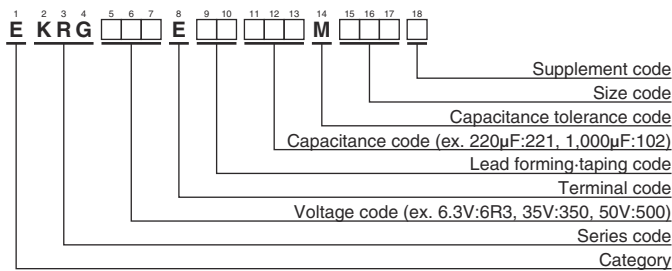 1 2 3 4 5 6 7 8 9 10 11 12 13 14 15 16 17 18
E K R G E M
Supplement code
Size code
Capacitance tolerance code
Capacitance code (ex. 220μF:221, 1,000μF:102)
Lead forming·taping code
Terminal code
Voltage code (ex. 6.3V:6R3, 35V:350, 50V:500)
Series code
Category